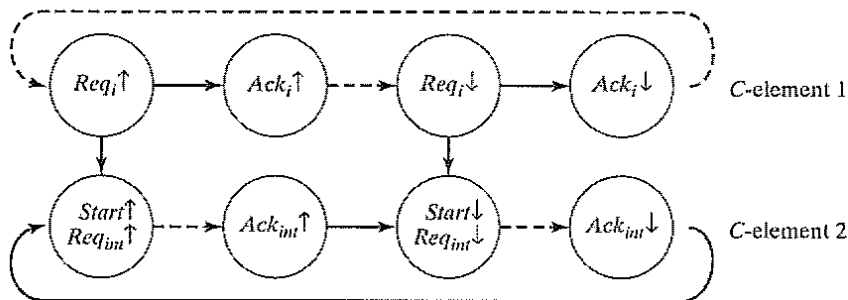 Req_i↑ Ack_i↑ Req_i↓ Ack_i↓ C-element 1
Start↑ Ack_int↑ Start↓ Ack_int↓ C-element 2
Req_int↑ Req_int↓